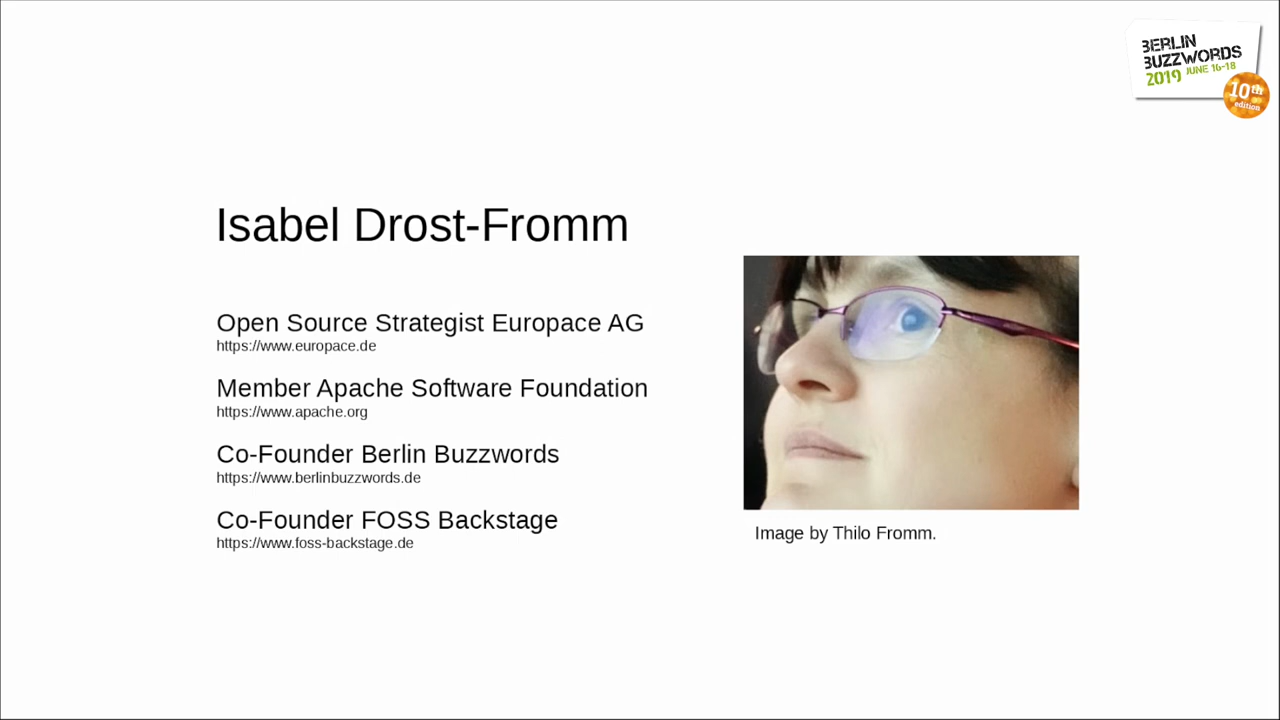 BERLIN
BUZZWORDS
2019 JUNE 16-18
10th
edition
Isabel Drost-Fromm
Open Source Strategist Europace AG
https://www.europace.de
Member Apache Software Foundation
https://www.apache.org
Co-Founder Berlin Buzzwords
https://www.berlinbuzzwords.de
Co-Founder FOSS Backstage
https://www.foss-backstage.de
Image by Thilo Fromm.